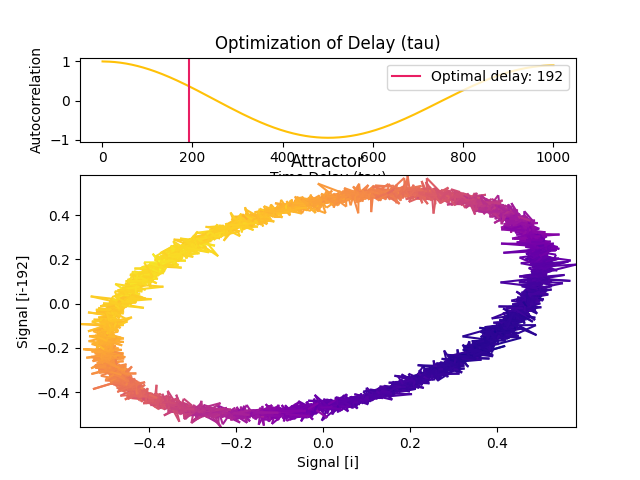 Optimization of Delay (tau)
Autocorrelation
1
0
−1
Optimal delay: 192
0 200 400 600 800 1000
Time Delay (tau)
Attractor
Signal [i-192]
0.4
0.2
0.0
−0.2
−0.4
−0.4 −0.2 0.0 0.2 0.4
Signal [i]